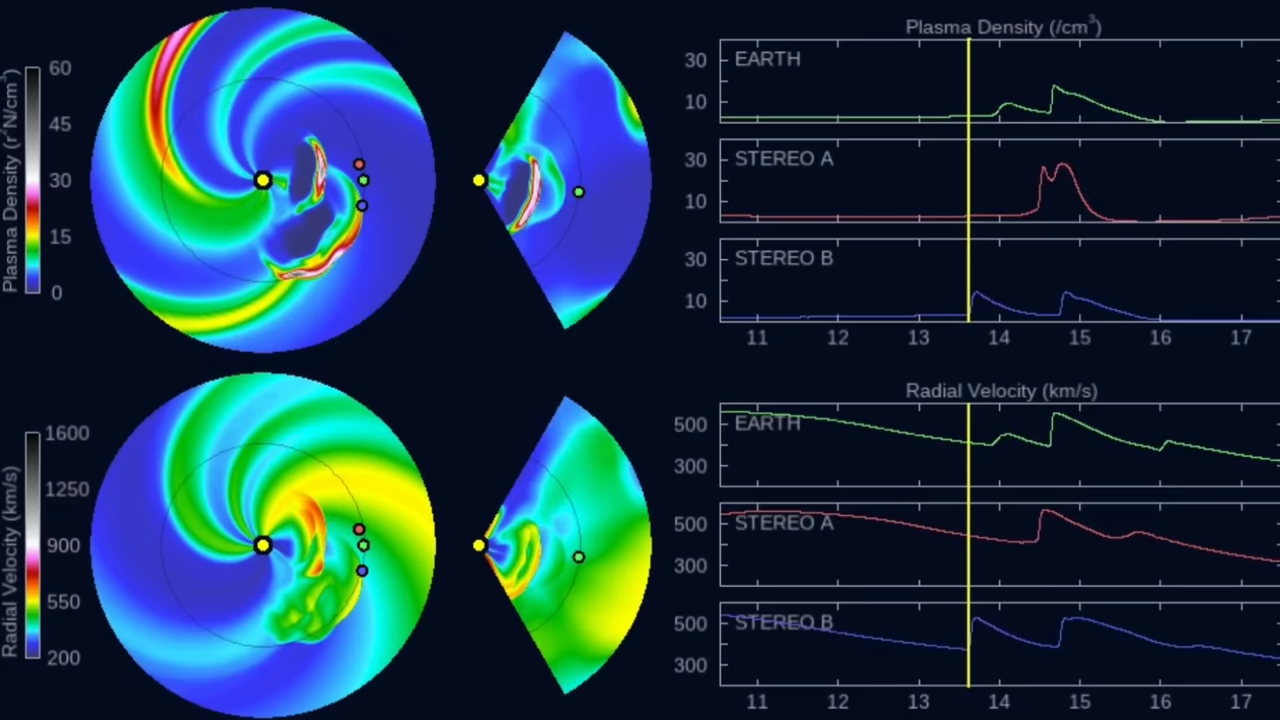 Plasma Density (r²N/cm³)
60
45
30
15
0
Plasma Density (/cm³)
EARTH
30
10
STEREO A
30
10
STEREO B
30
10
11 12 13 14 15 16 17
Radial Velocity (km/s)
1600
1250
900
550
200
Radial Velocity (km/s)
EARTH
500
300
STEREO A
500
300
STEREO B
500
300
11 12 13 14 15 16 17